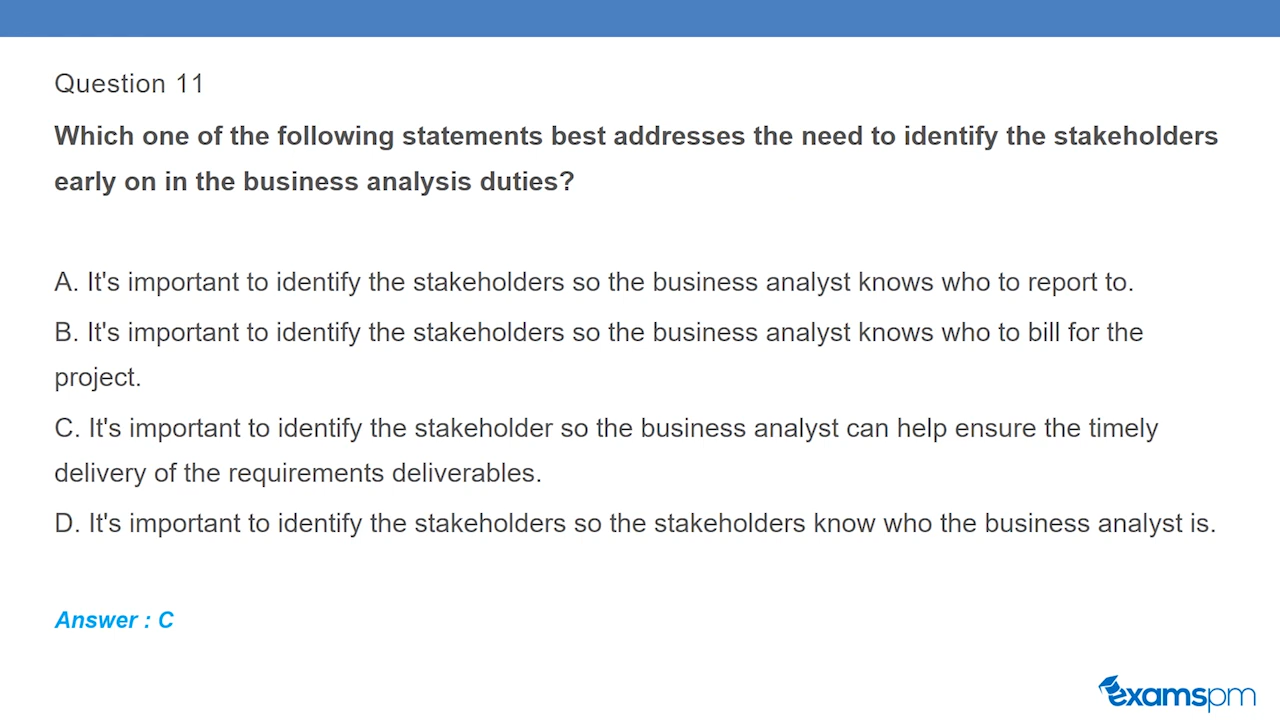 Question 11
Which one of the following statements best addresses the need to identify the stakeholders
early on in the business analysis duties?
A. It's important to identify the stakeholders so the business analyst knows who to report to.
B. It's important to identify the stakeholders so the business analyst knows who to bill for the
project.
C. It's important to identify the stakeholder so the business analyst can help ensure the timely
delivery of the requirements deliverables.
D. It's important to identify the stakeholders so the stakeholders know who the business analyst is.
Answer : C
examspm